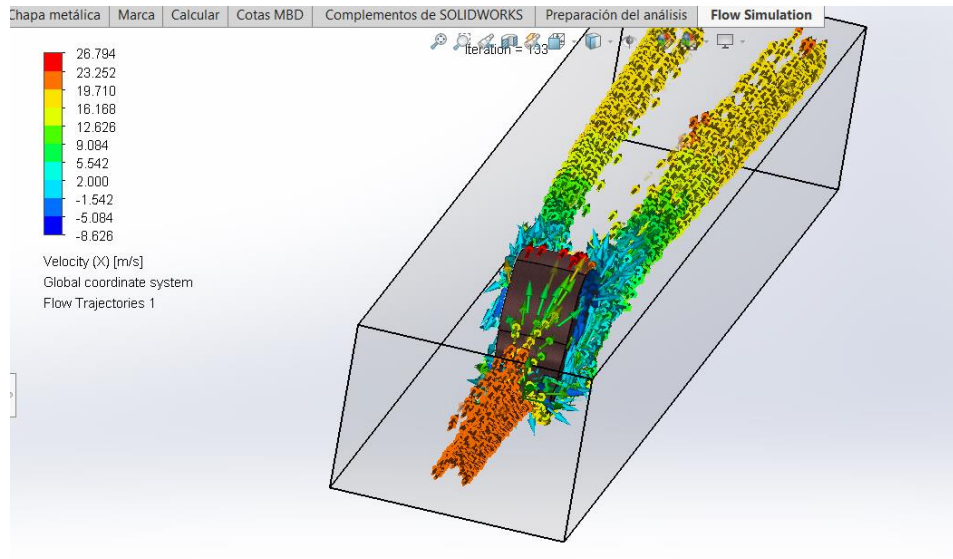 Chapa metálica Marca Calcular Cotas MBD Complementos de SOLIDWORKS Preparación del análisis Flow Simulation
Iteration = 133
26.794
23.252
19.710
16.168
12.626
9.084
5.542
2.000
-1.542
-5.084
-8.626
Velocity (X) [m/s]
Global coordinate system
Flow Trajectories 1